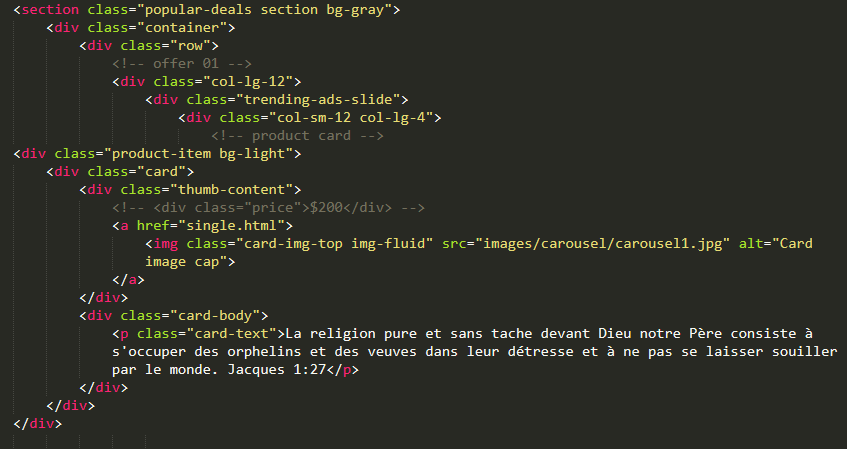 <section class="popular-deals section bg-gray">
<div class="container">
<div class="row">
<!-- offer 01 -->
<div class="col-lg-12">
<div class="trending-ads-slide">
<div class="col-sm-12 col-lg-4">
<!-- product card -->
<div class="product-item bg-light">
<div class="card">
<div class="thumb-content">
<!-- <div class="price">$200</div> -->
<a href="single.html">
<img class="card-img-top img-fluid" src="images/carousel/carousel1.jpg" alt="Card
image cap">
</a>
</div>
<div class="card-body">
<p class="card-text">La religion pure et sans tache devant Dieu notre Père consiste à
s'occuper des orphelins et des veuves dans leur détresse et à ne pas se laisser souiller
par le monde. Jacques 1:27</p>
</div>
</div>
</div>